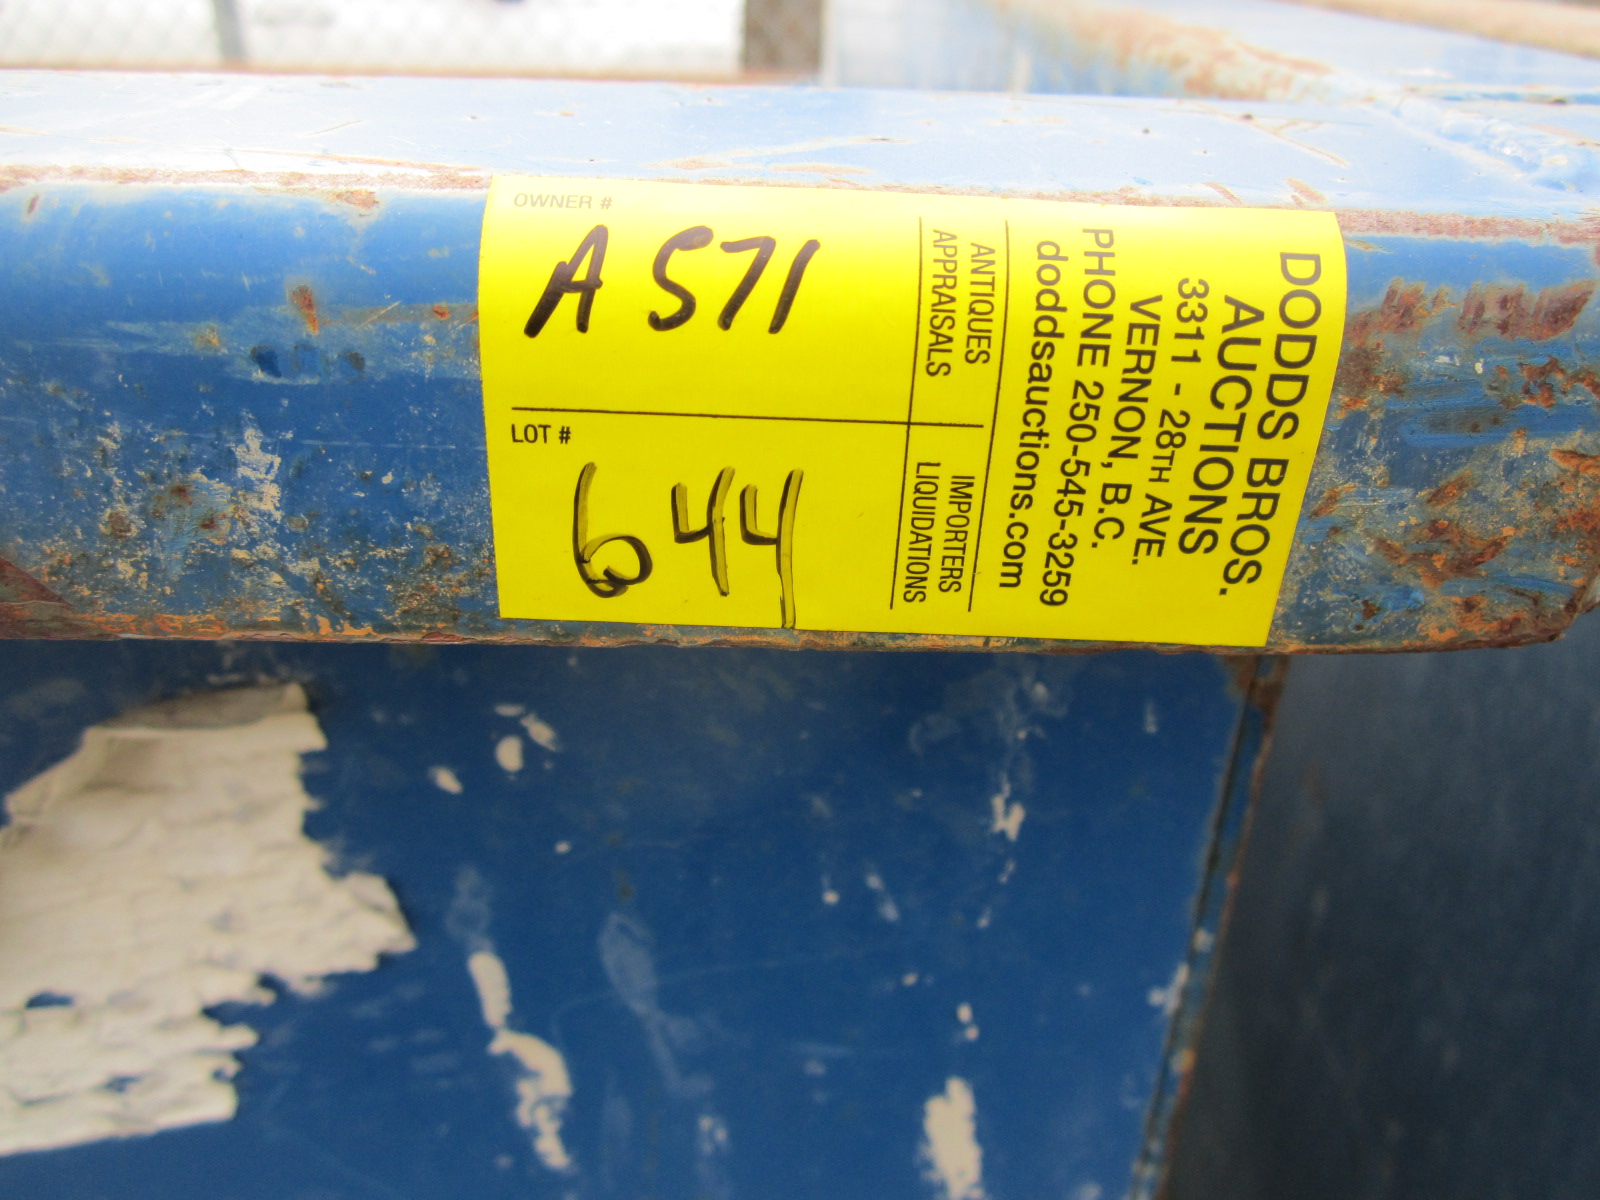 OWNER #
A 571
LOT #
644
ANTIQUES
APPRAISALS
IMPORTERS
LIQUIDATIONS
DODDS BROS.
AUCTIONS
3311 - 28TH AVE.
VERNON, B.C.
PHONE 250-545-3259
doddsauctions.com